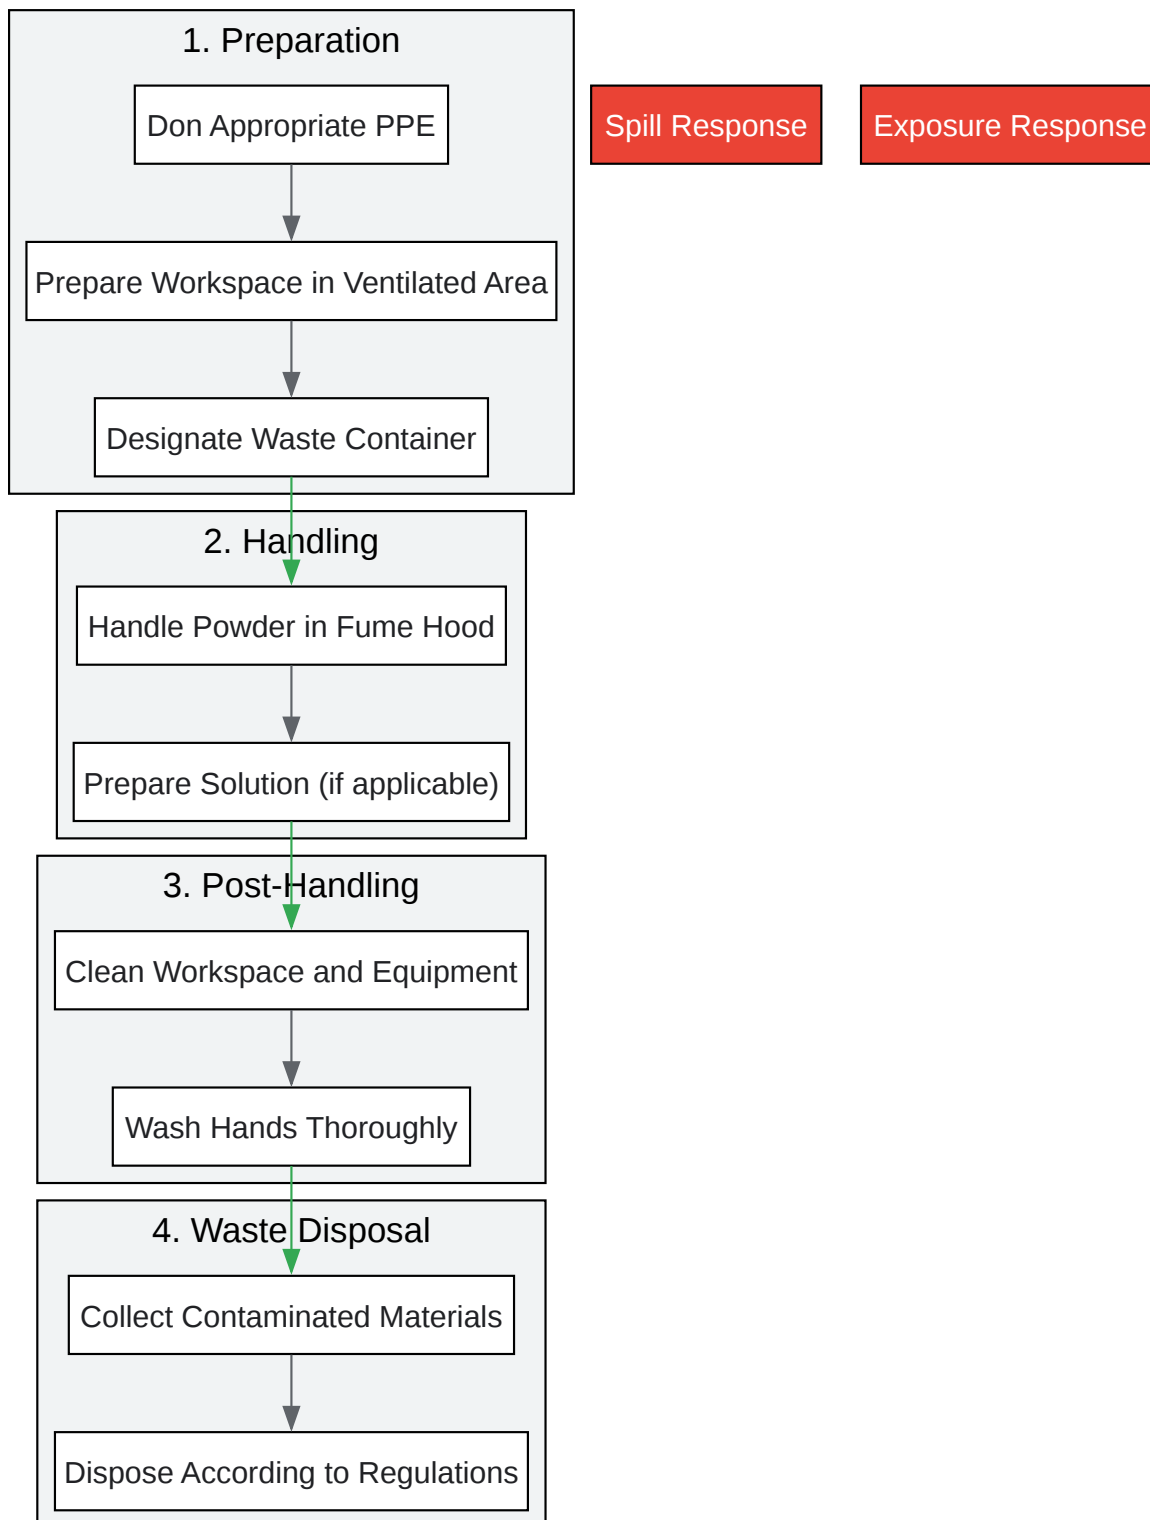 1. Preparation
Don Appropriate PPE
Spill Response
Exposure Response
Prepare Workspace in Ventilated Area
Designate Waste Container
2. Handling
Handle Powder in Fume Hood
Prepare Solution (if applicable)
3. Post-Handling
Clean Workspace and Equipment
Wash Hands Thoroughly
4. Waste Disposal
Collect Contaminated Materials
Dispose According to Regulations